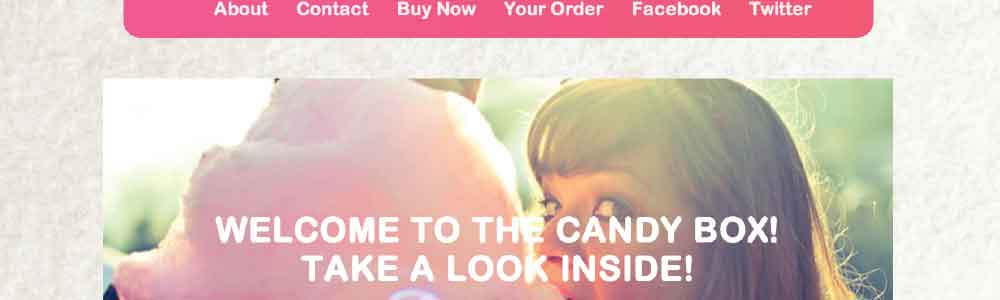 About Contact Buy Now Your Order Facebook Twitter
WELCOME TO THE CANDY BOX!
TAKE A LOOK INSIDE!